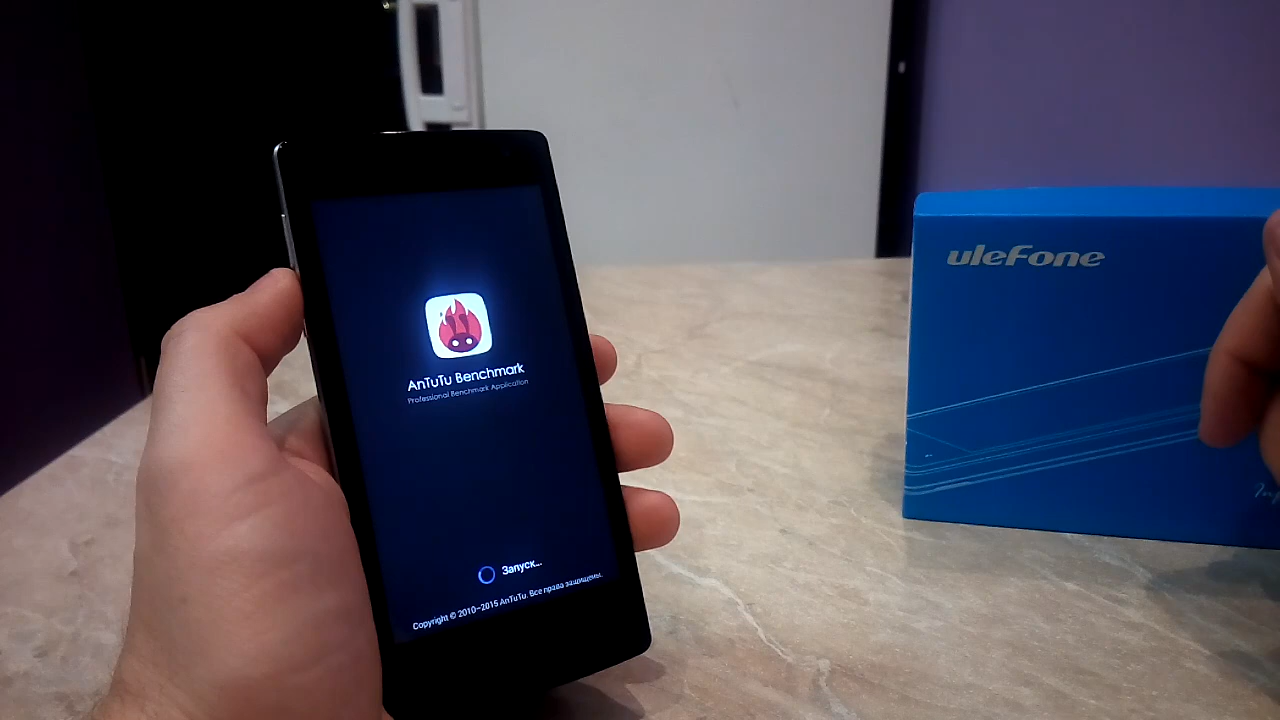 AnTuTu Benchmark
Professional Benchmark Application
Запуск...
Copyright © 2010-2015 AnTuTu. Все права защищены.
uleFone